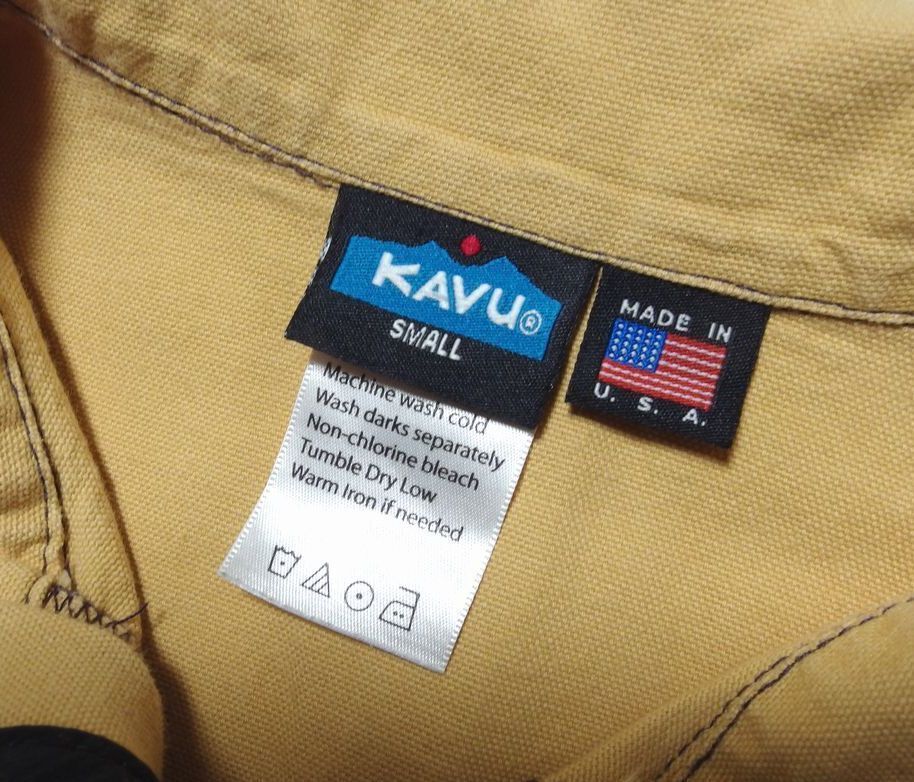 KAVU®
SMALL
Machine wash cold
Wash darks separately
Non-chlorine bleach
Tumble Dry Low
Warm Iron if needed
MADE IN
U. S. A.